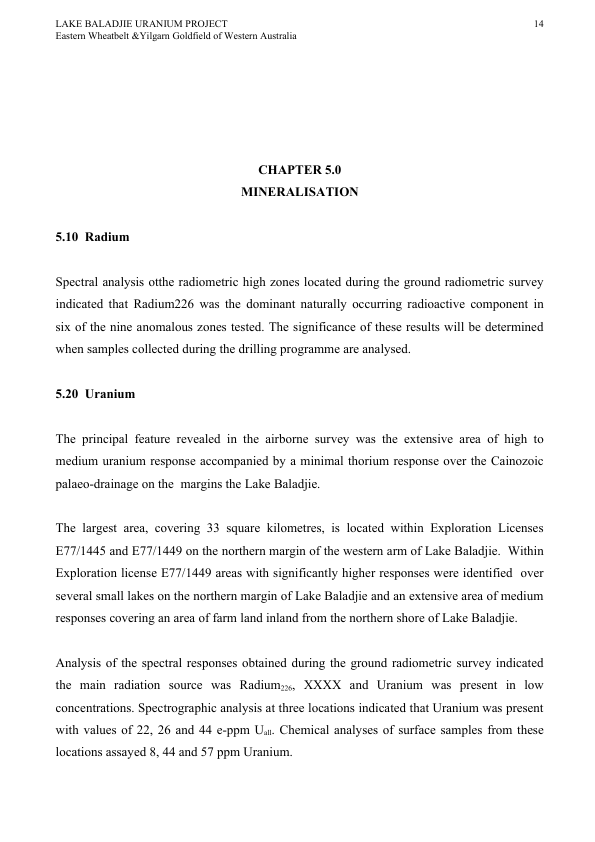 LAKE BALADJIE URANIUM PROJECT 14
Eastern Wheatbelt &Yilgarn Goldfield of Western Australia
CHAPTER 5.0
MINERALISATION
5.10 Radium
Spectral analysis otthe radiometric high zones located during the ground radiometric survey
indicated that Radium226 was the dominant naturally occurring radioactive component in
six of the nine anomalous zones tested. The significance of these results will be determined
when samples collected during the drilling programme are analysed.
5.20 Uranium
The principal feature revealed in the airborne survey was the extensive area of high to
medium uranium response accompanied by a minimal thorium response over the Cainozoic
palaeo-drainage on the margins the Lake Baladjie.
The largest area, covering 33 square kilometres, is located within Exploration Licenses
E77/1445 and E77/1449 on the northern margin of the western arm of Lake Baladjie. Within
Exploration license E77/1449 areas with significantly higher responses were identified over
several small lakes on the northern margin of Lake Baladjie and an extensive area of medium
responses covering an area of farm land inland from the northern shore of Lake Baladjie.
Analysis of the spectral responses obtained during the ground radiometric survey indicated
the main radiation source was Radium226, XXXX and Uranium was present in low
concentrations. Spectrographic analysis at three locations indicated that Uranium was present
with values of 22, 26 and 44 e-ppm Uall. Chemical analyses of surface samples from these
locations assayed 8, 44 and 57 ppm Uranium.